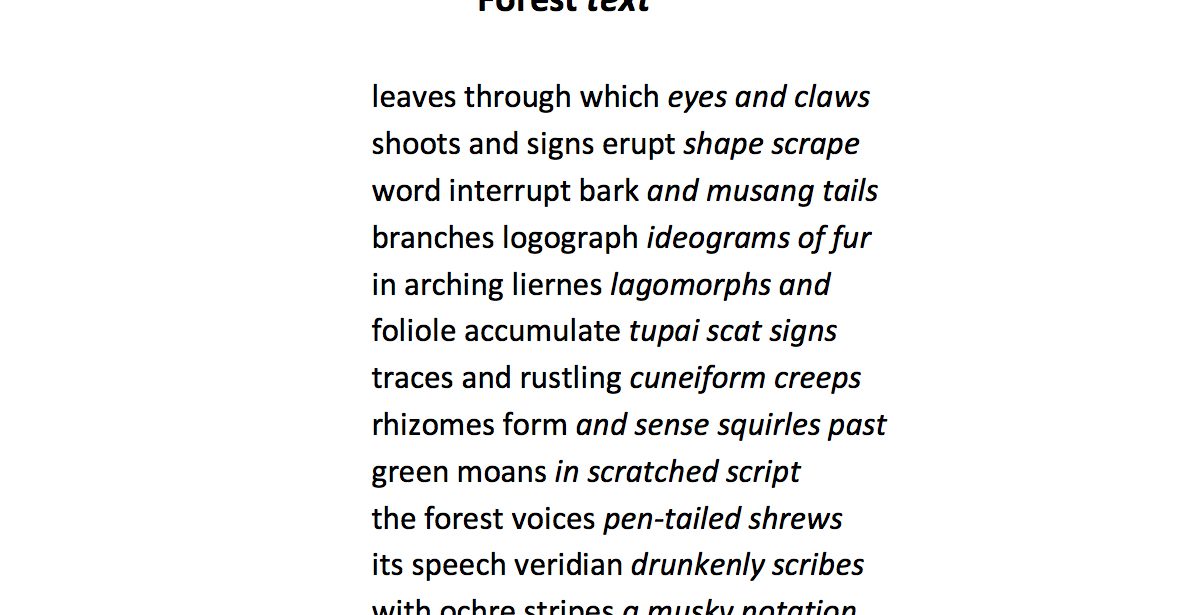 Forest text
leaves through which eyes and claws
shoots and signs erupt shape scrape
word interrupt bark and musang tails
branches logograph ideograms of fur
in arching liernes lagomorphs and
foliole accumulate tupai scat signs
traces and rustling cuneiform creeps
rhizomes form and sense squirles past
green moans in scratched script
the forest voices pen-tailed shrews
its speech veridian drunkenly scribes
with ochre stripes a musky notation